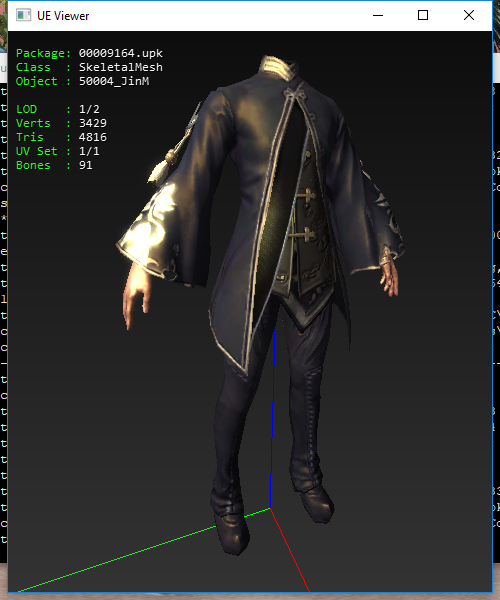 UE Viewer
Package: 00009164.upk
Class : SkeletalMesh
Object : 50004_JinM
LOD : 1/2
Verts : 3429
Tris : 4816
UV Set : 1/1
Bones : 91